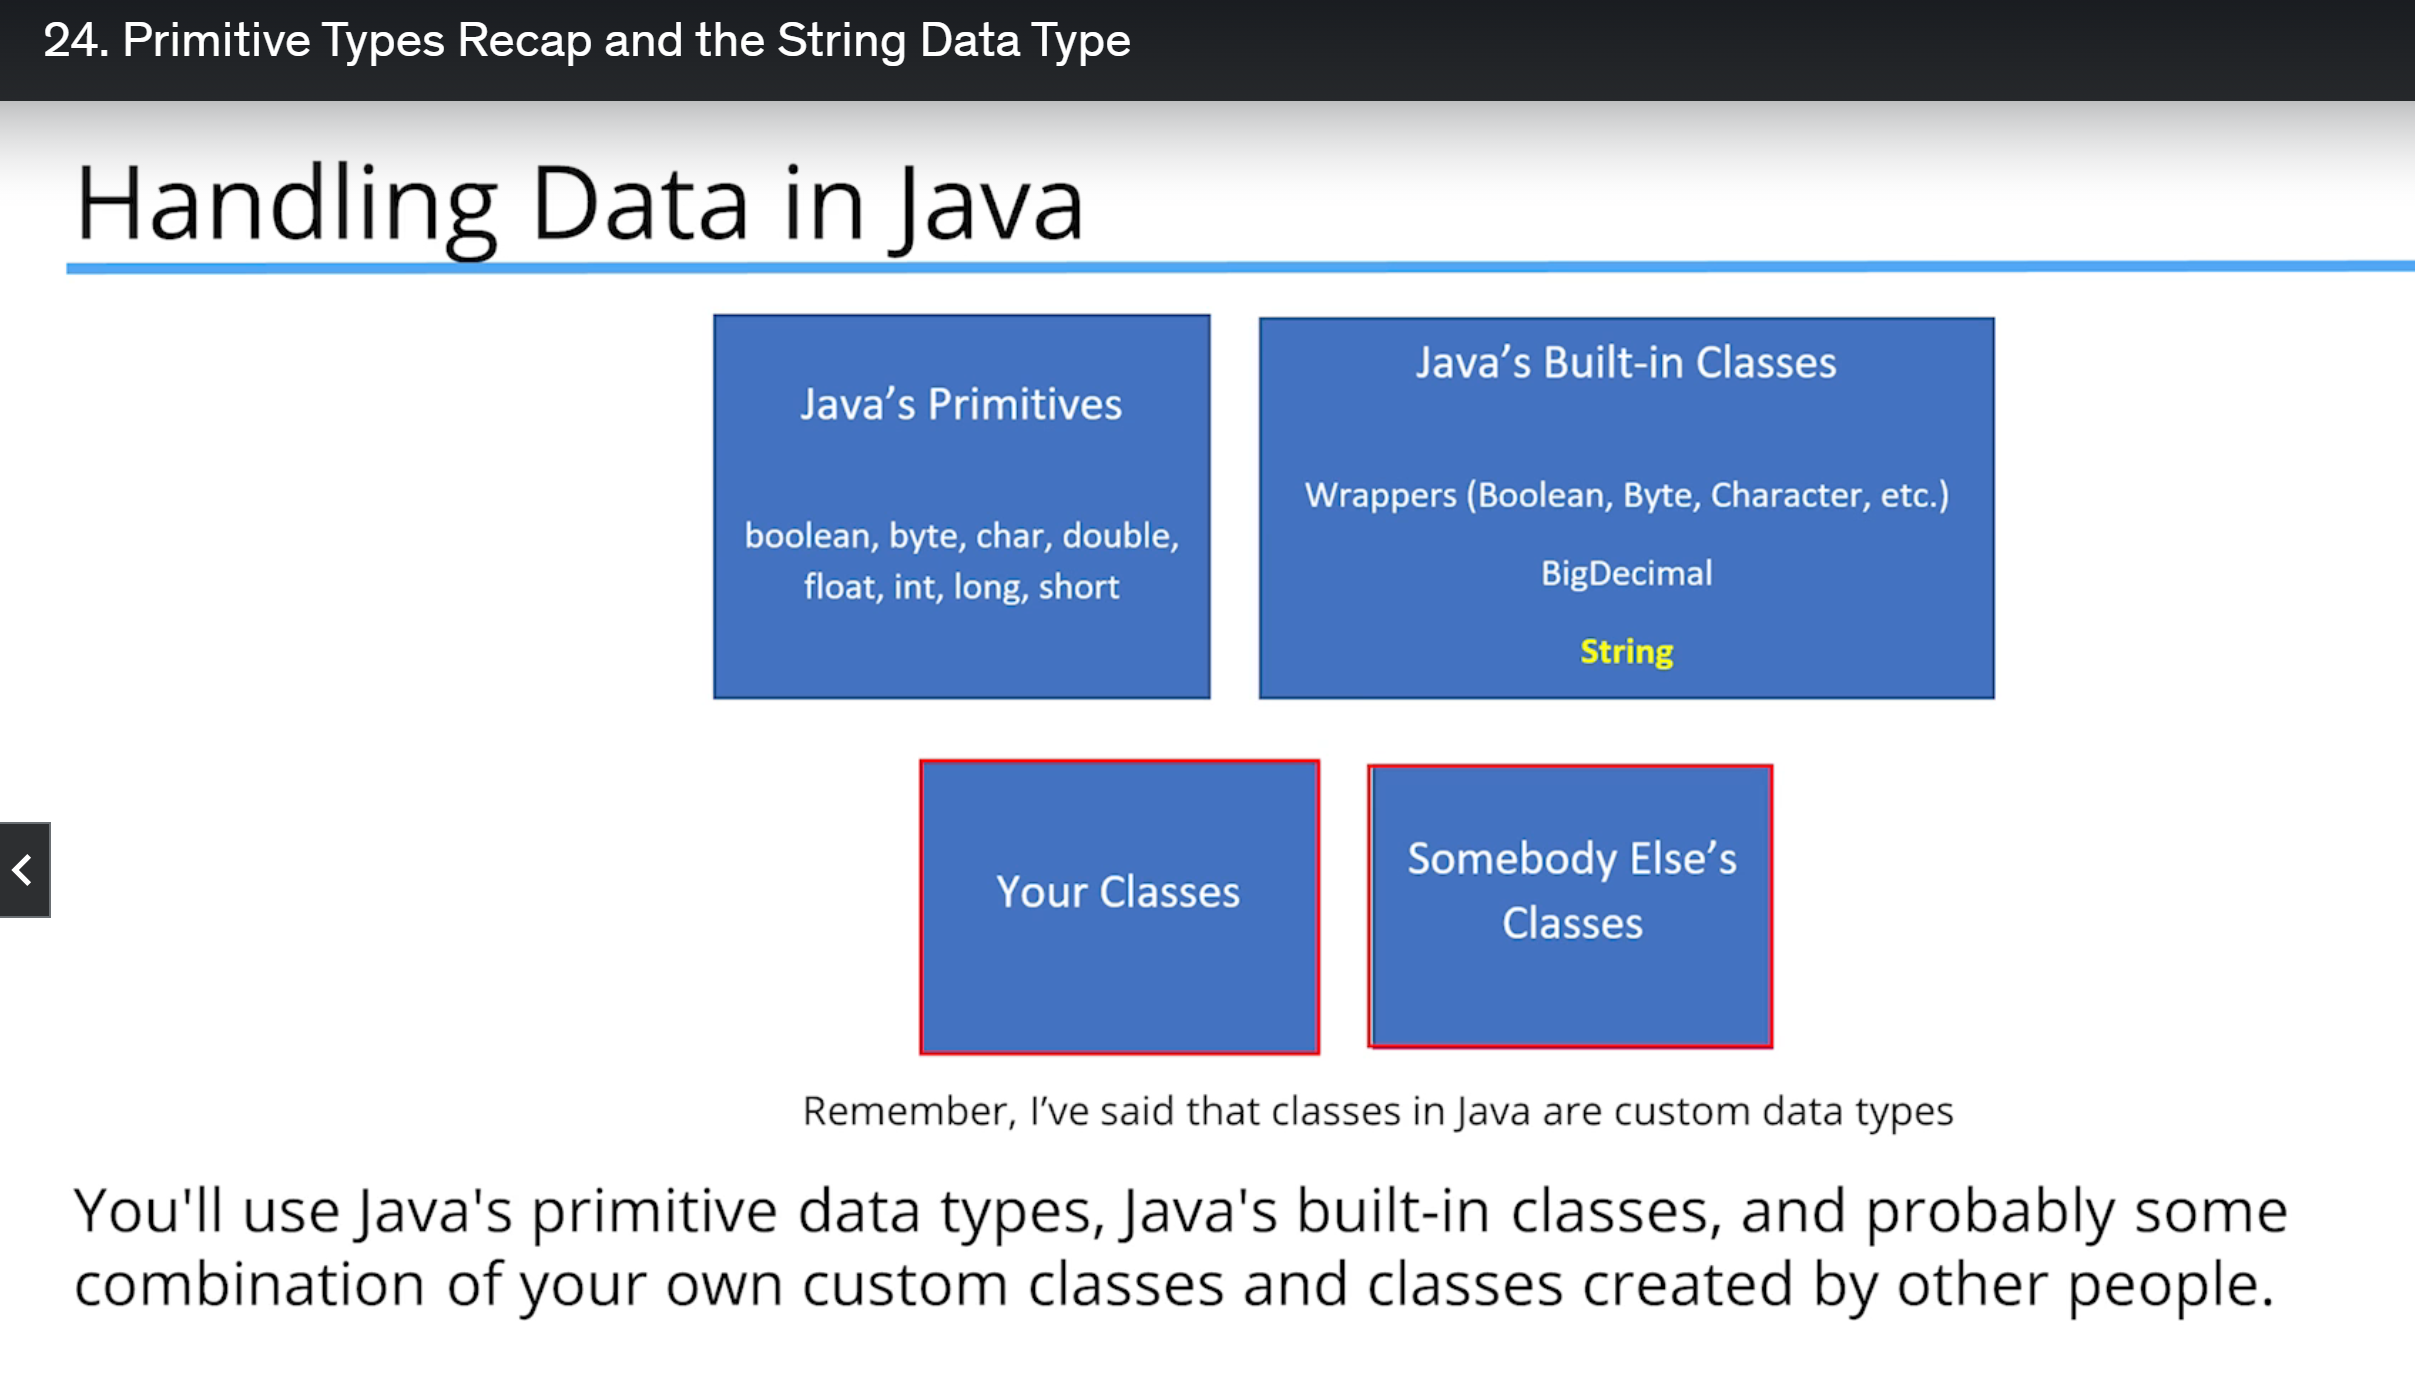 24. Primitive Types Recap and the String Data Type
Handling Data in Java
Java’s Primitives
boolean, byte, char, double,
float, int, long, short
Java’s Built-in Classes
Wrappers (Boolean, Byte, Character, etc.)
BigDecimal
String
Your Classes
Somebody Else’s
Classes
Remember, I’ve said that classes in Java are custom data types
You'll use Java's primitive data types, Java's built-in classes, and probably some
combination of your own custom classes and classes created by other people.